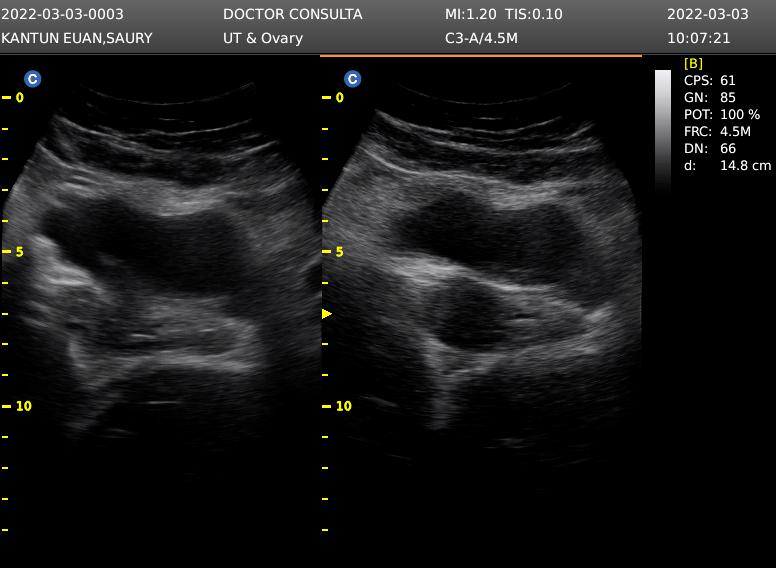 2022-03-03-0003 DOCTOR CONSULTA MI:1.20 TIS:0.10 2022-03-03
KANTUN EUAN,SAURY UT & Ovary C3-A/4.5M 10:07:21
C C [B]
0 0 CPS: 61
GN: 85
POT: 100 %
FRC: 4.5M
DN: 66
d: 14.8 cm
5 5
10 10